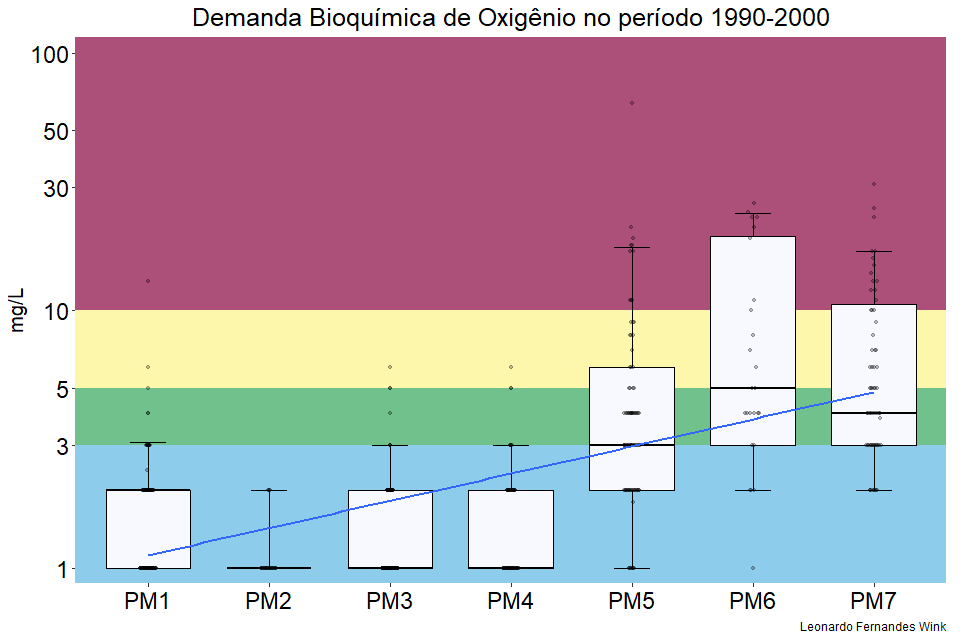 Demanda Bioquímica de Oxigênio no período 1990-2000
mg/L
100
50
30
10
5
3
1
PM1 PM2 PM3 PM4 PM5 PM6 PM7
Leonardo Fernandes Wink